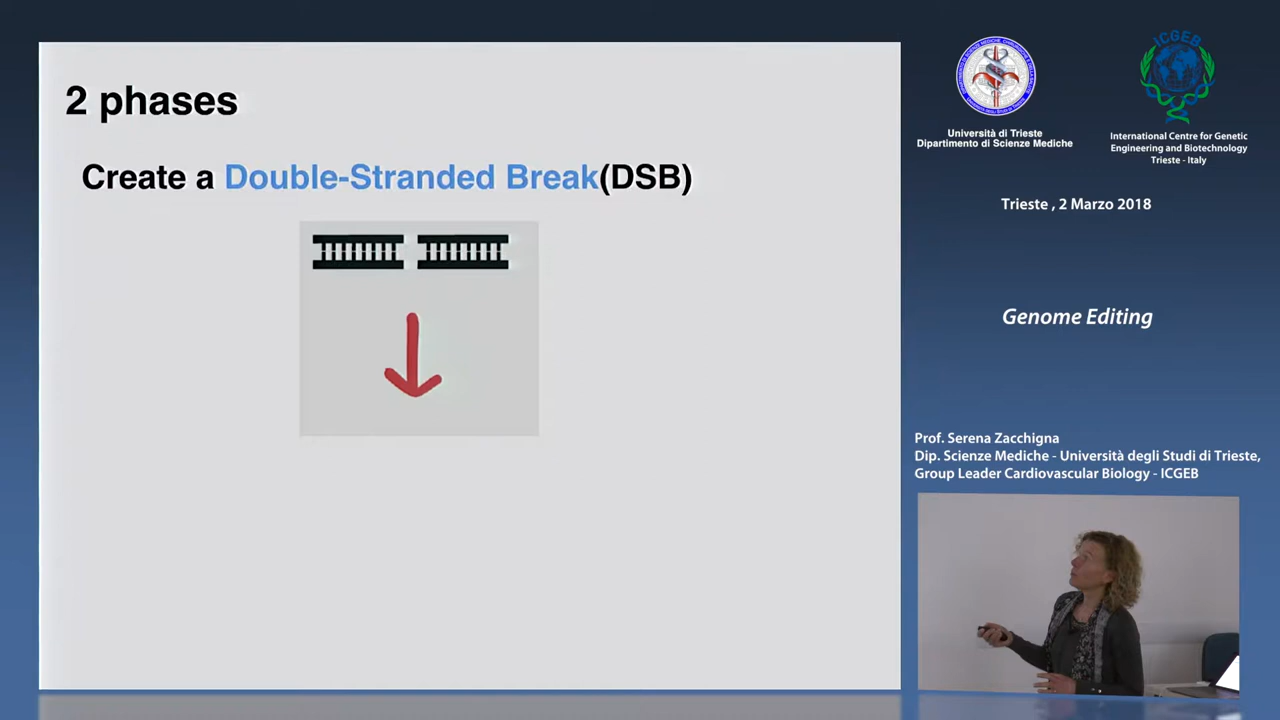 2 phases
Create a Double-Stranded Break(DSB)
ICGEB
Università di Trieste
Dipartimento di Scienze Mediche
International Centre for Genetic
Engineering and Biotechnology
Trieste - Italy
Trieste , 2 Marzo 2018
Genome Editing
Prof. Serena Zacchigna
Dip. Scienze Mediche - Università degli Studi di Trieste,
Group Leader Cardiovascular Biology - ICGEB